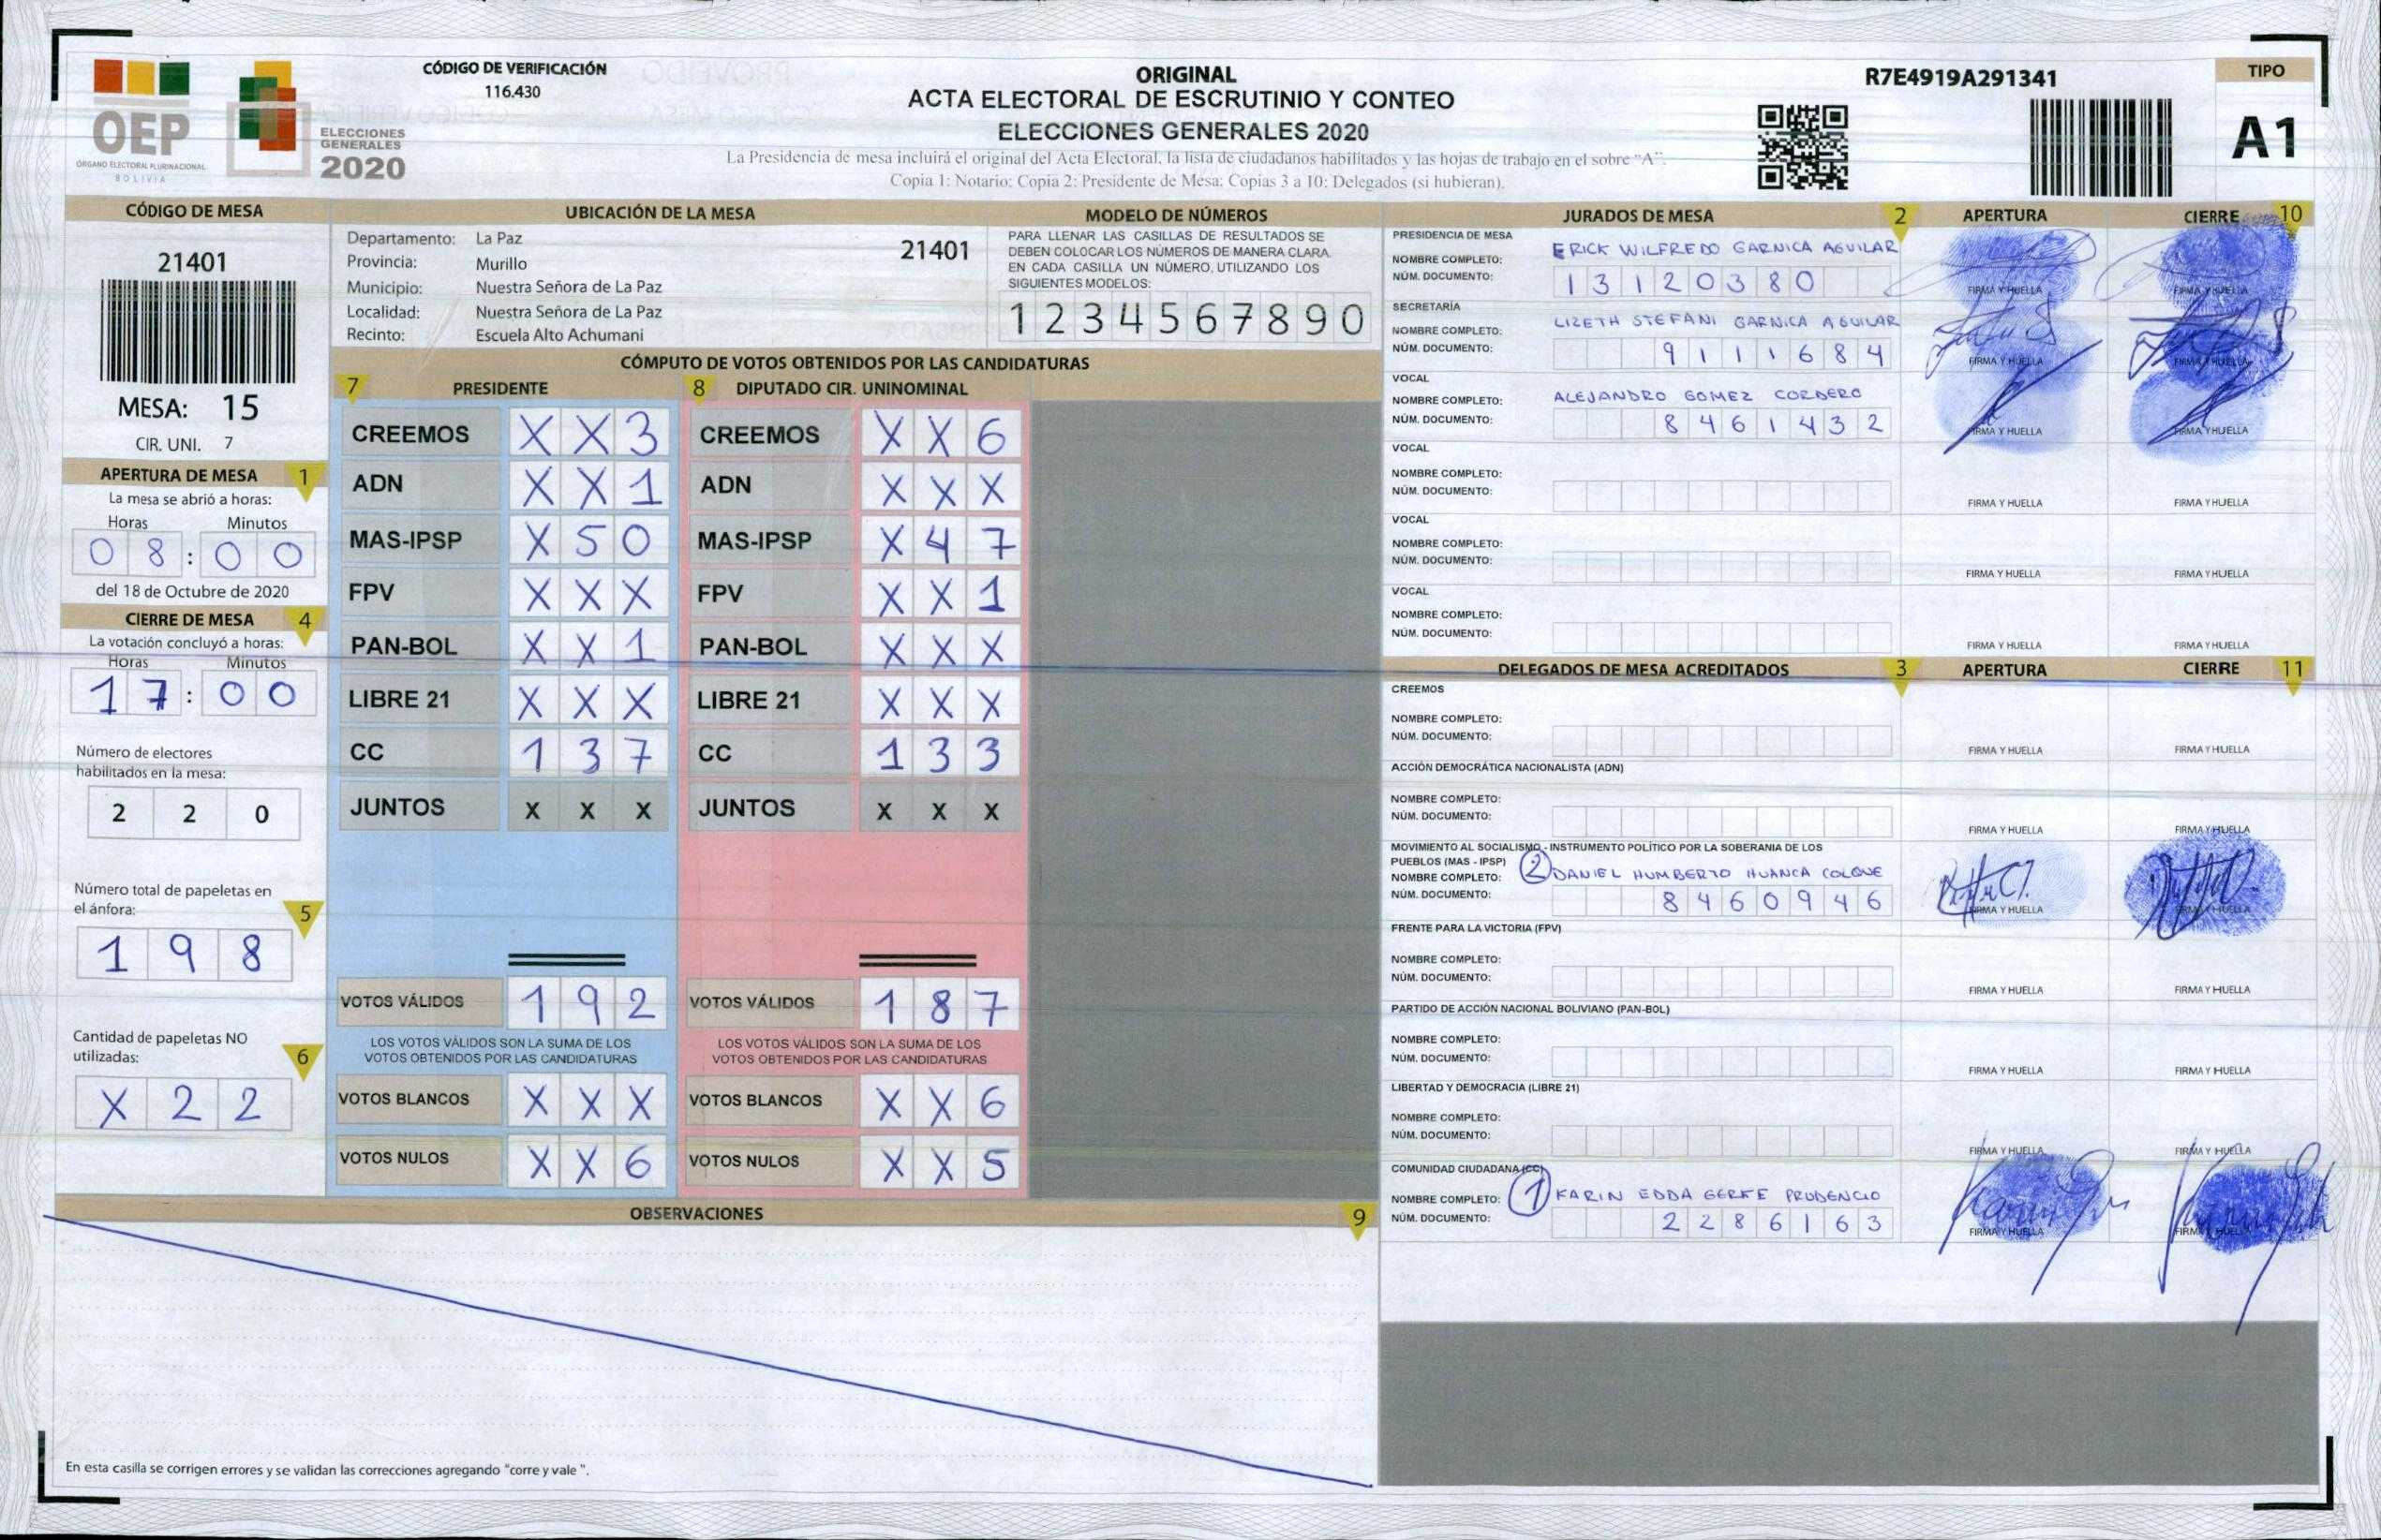 OEP
ÓRGANO ELECTORAL PLURINACIONAL
BOLIVIA
ELECCIONES
GENERALES
2020
CÓDIGO DE VERIFICACIÓN
116.430
ORIGINAL
ACTA ELECTORAL DE ESCRUTINIO Y CONTEO
ELECCIONES GENERALES 2020
La Presidencia de mesa incluirá el original del Acta Electoral, la lista de ciudadanos habilitados y las hojas de trabajo en el sobre "A".
Copia 1: Notario; Copia 2: Presidente de Mesa; Copias 3 a 10: Delegados (si hubieran).
R7E4919A291341
TIPO
A1
CÓDIGO DE MESA
21401
MESA: 15
CIR. UNI. 7
APERTURA DE MESA 1
La mesa se abrió a horas:
Horas Minutos
0 8 : 0 0
del 18 de Octubre de 2020
CIERRE DE MESA 4
La votación concluyó a horas:
Horas Minutos
1 7 : 0 0
Número de electores
habilitados en la mesa:
2 2 0
Número total de papeletas en
el ánfora: 5
1 9 8
Cantidad de papeletas NO
utilizadas: 6
X 2 2
UBICACIÓN DE LA MESA
Departamento: La Paz 21401
Provincia: Murillo
Municipio: Nuestra Señora de La Paz
Localidad: Nuestra Señora de La Paz
Recinto: Escuela Alto Achumani
MODELO DE NÚMEROS
PARA LLENAR LAS CASILLAS DE RESULTADOS SE
DEBEN COLOCAR LOS NÚMEROS DE MANERA CLARA.
EN CADA CASILLA UN NÚMERO, UTILIZANDO LOS
SIGUIENTES MODELOS:
1 2 3 4 5 6 7 8 9 0
CÓMPUTO DE VOTOS OBTENIDOS POR LAS CANDIDATURAS
7 PRESIDENTE 8 DIPUTADO CIR. UNINOMINAL
CREEMOS X X 3 CREEMOS X X 6
ADN X X 1 ADN X X X
MAS-IPSP X 5 0 MAS-IPSP X 4 7
FPV X X X FPV X X 1
PAN-BOL X X 1 PAN-BOL X X X
LIBRE 21 X X X LIBRE 21 X X X
CC 1 3 7 CC 1 3 3
JUNTOS X X X JUNTOS X X X
VOTOS VÁLIDOS 1 9 2 VOTOS VÁLIDOS 1 8 7
LOS VOTOS VÁLIDOS SON LA SUMA DE LOS LOS VOTOS VÁLIDOS SON LA SUMA DE LOS
VOTOS OBTENIDOS POR LAS CANDIDATURAS VOTOS OBTENIDOS POR LAS CANDIDATURAS
VOTOS BLANCOS X X X VOTOS BLANCOS X X 6
VOTOS NULOS X X 6 VOTOS NULOS X X 5
OBSERVACIONES 9
En esta casilla se corrigen errores y se validan las correcciones agregando "corre y vale ".
JURADOS DE MESA 2 APERTURA CIERRE 10
PRESIDENCIA DE MESA
NOMBRE COMPLETO: ERICK WILFREDO GARNICA AGUILAR
NÚM. DOCUMENTO: 1 3 1 2 0 3 8 0 FIRMA Y HUELLA FIRMA Y HUELLA
SECRETARÍA
NOMBRE COMPLETO: LIZETH STEFANI GARNICA AGUILAR
NÚM. DOCUMENTO: 9 1 1 1 6 8 4 FIRMA Y HUELLA FIRMA Y HUELLA
VOCAL
NOMBRE COMPLETO: ALEJANDRO GOMEZ CORDERO
NÚM. DOCUMENTO: 8 4 6 1 4 3 2 FIRMA Y HUELLA FIRMA Y HUELLA
VOCAL
NOMBRE COMPLETO:
NÚM. DOCUMENTO: FIRMA Y HUELLA FIRMA Y HUELLA
VOCAL
NOMBRE COMPLETO:
NÚM. DOCUMENTO: FIRMA Y HUELLA FIRMA Y HUELLA
VOCAL
NOMBRE COMPLETO:
NÚM. DOCUMENTO: FIRMA Y HUELLA FIRMA Y HUELLA
DELEGADOS DE MESA ACREDITADOS 3 APERTURA CIERRE 11
CREEMOS
NOMBRE COMPLETO:
NÚM. DOCUMENTO: FIRMA Y HUELLA FIRMA Y HUELLA
ACCIÓN DEMOCRÁTICA NACIONALISTA (ADN)
NOMBRE COMPLETO:
NÚM. DOCUMENTO: FIRMA Y HUELLA FIRMA Y HUELLA
MOVIMIENTO AL SOCIALISMO - INSTRUMENTO POLÍTICO POR LA SOBERANIA DE LOS
PUEBLOS (MAS - IPSP)
NOMBRE COMPLETO: 2 DANIEL HUMBERTO HUANCA COLQUE
NÚM. DOCUMENTO: 8 4 6 0 9 4 6 FIRMA Y HUELLA FIRMA Y HUELLA
FRENTE PARA LA VICTORIA (FPV)
NOMBRE COMPLETO:
NÚM. DOCUMENTO: FIRMA Y HUELLA FIRMA Y HUELLA
PARTIDO DE ACCIÓN NACIONAL BOLIVIANO (PAN-BOL)
NOMBRE COMPLETO:
NÚM. DOCUMENTO: FIRMA Y HUELLA FIRMA Y HUELLA
LIBERTAD Y DEMOCRACIA (LIBRE 21)
NOMBRE COMPLETO:
NÚM. DOCUMENTO: FIRMA Y HUELLA FIRMA Y HUELLA
COMUNIDAD CIUDADANA (CC)
NOMBRE COMPLETO: 1 KARIN EDDA GERKE PRUDENCIO
NÚM. DOCUMENTO: 2 2 8 6 1 6 3 FIRMA Y HUELLA FIRMA Y HUELLA